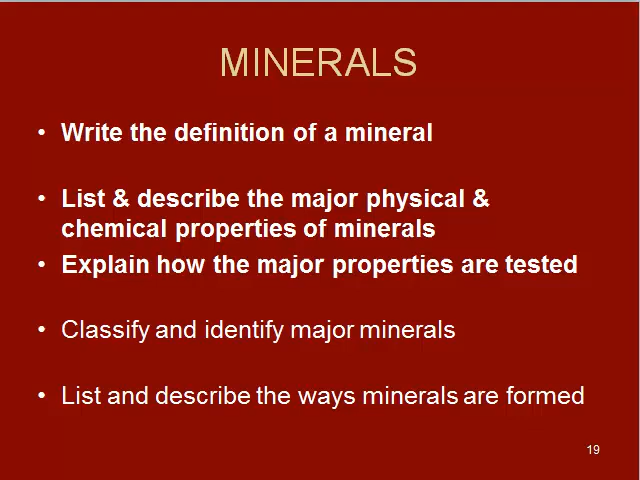 MINERALS
• Write the definition of a mineral
• List & describe the major physical &
chemical properties of minerals
• Explain how the major properties are tested
• Classify and identify major minerals
• List and describe the ways minerals are formed
19